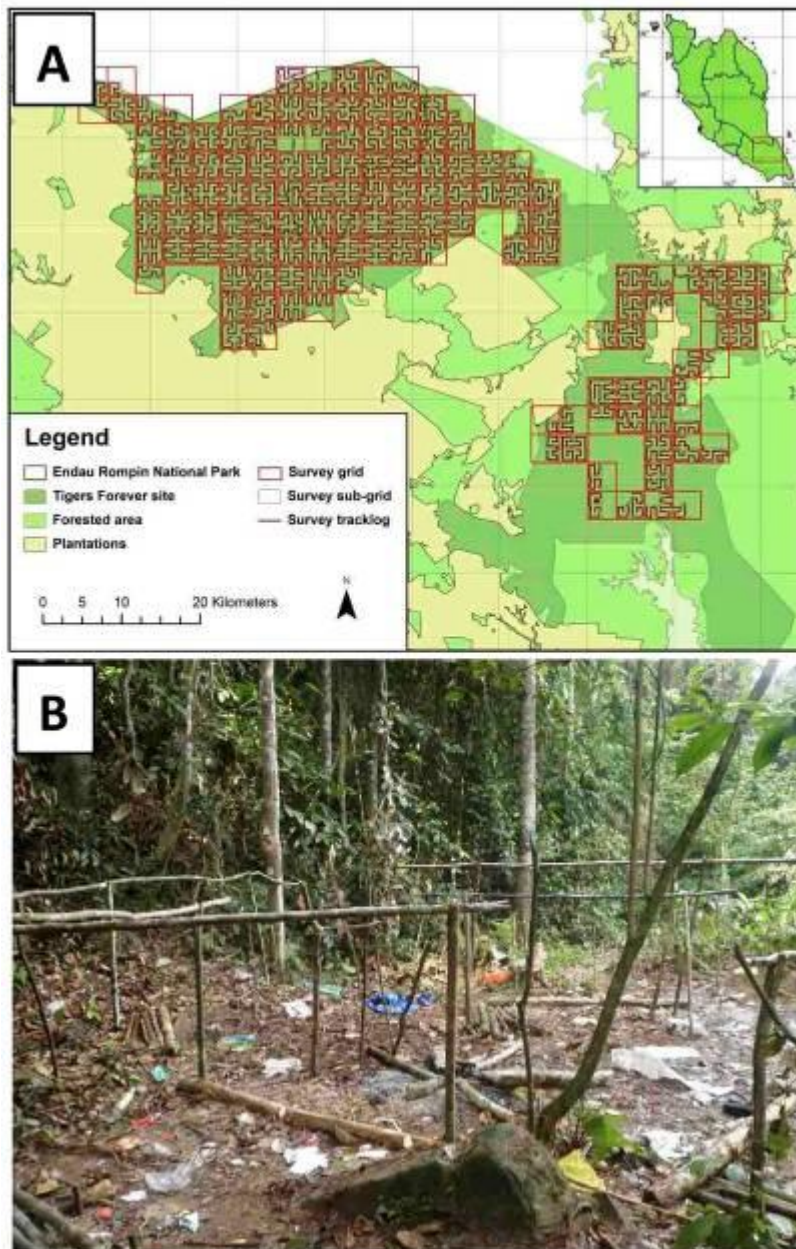 A
Legend
Endau Rompin National Park
Tigers Forever site
Forested area
Plantations
Survey grid
Survey sub-grid
Survey tracklog
N
0 5 10 20 Kilometers
B